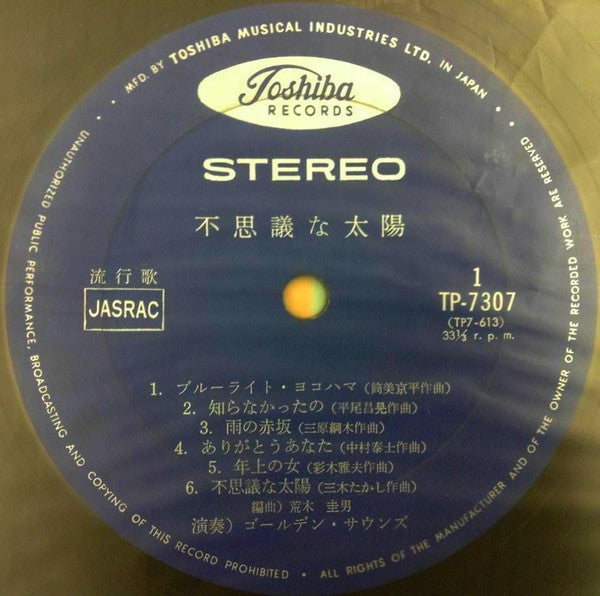 MFD. BY TOSHIBA MUSICAL INDUSTRIES LTD. IN JAPAN
Toshiba
RECORDS
STEREO
不思議な太陽
流行歌
JASRAC
1
TP-7307
(TP7-613)
33⅓ r. p. m.
1. ブルーライト・ヨコハマ(筒美京平作曲)
2. 知らなかったの(平尾昌晃作曲)
3. 雨の赤坂(三原綱木作曲)
4. ありがとうあなた(中村泰士作曲)
5. 年上の女(彩木雅夫作曲)
6. 不思議な太陽(三木たかし作曲)
編曲)荒木 圭男
演奏)ゴールデン・サウンズ
UNAUTHORIZED PUBLIC PERFORMANCE, BROADCASTING AND COPYING OF THIS RECORD PROHIBITED • ALL RIGHTS OF THE MANUFACTURER AND OF THE OWNER OF THE RECORDED WORK ARE RESERVED